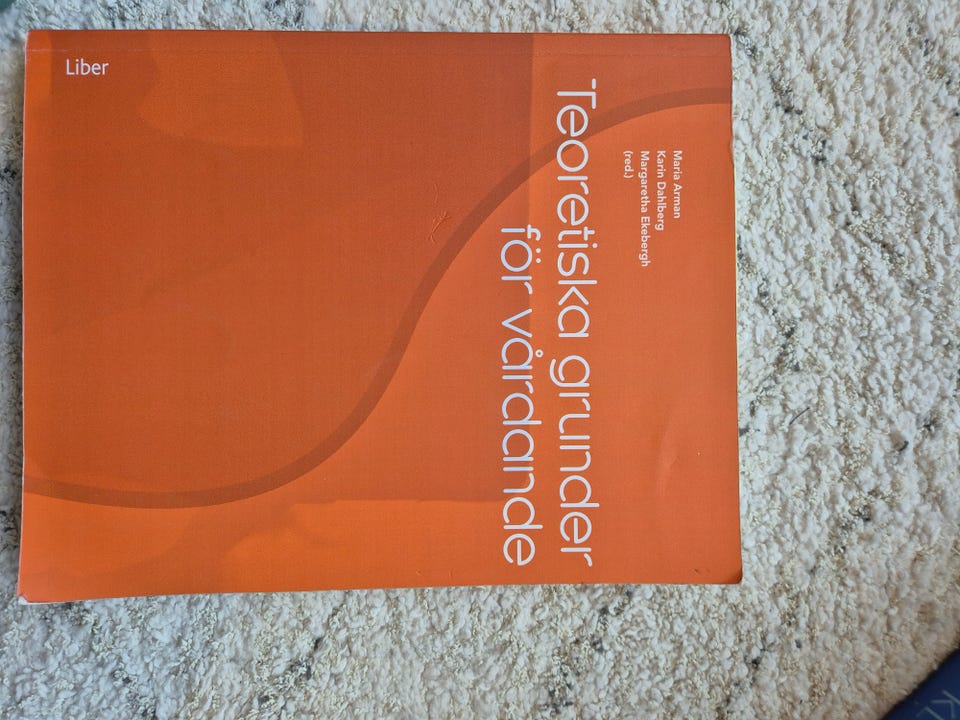 Maria Arman
Karin Dahlberg
Margaretha Ekebergh
(red.)
Teoretiska grunder
för vårdande
Liber